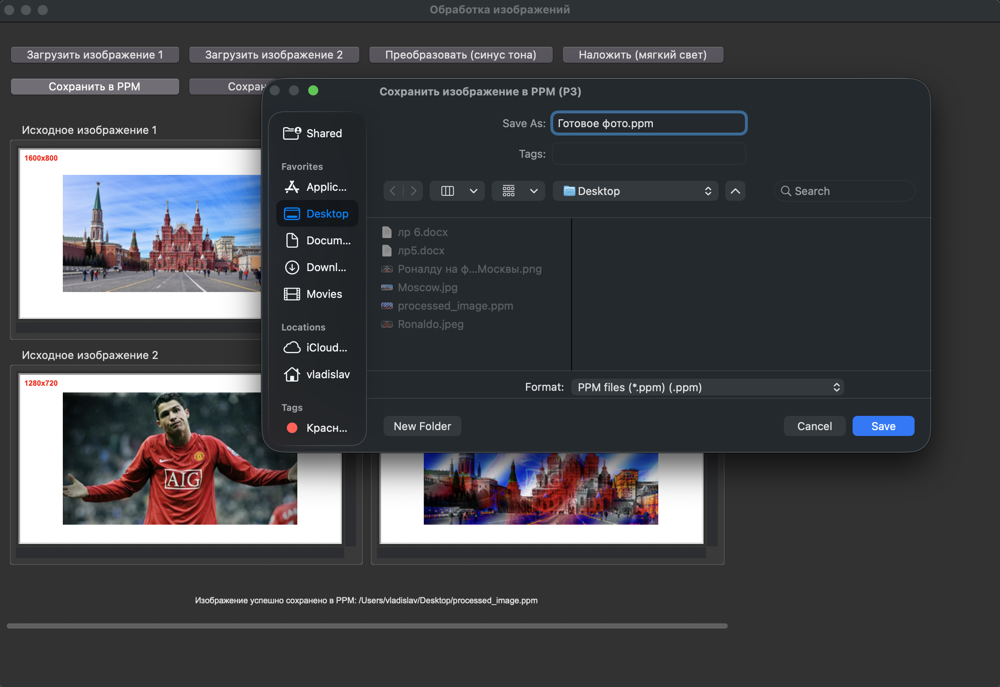 Обработка изображений
Загрузить изображение 1
Загрузить изображение 2
Преобразовать (синус тона)
Наложить (мягкий свет)
Сохранить в PPM
Сохран
Сохранить изображение в PPM (P3)
Save As:
Готовое фото.ppm
Tags:
Shared
Favorites
Applic...
Desktop
Docum...
Downl...
Movies
Locations
iCloud...
vladislav
Tags
Красн...
Desktop
Search
лр 6.docx
лр5.docx
Роналду на ф...Москвы.png
Moscow.jpg
processed_image.ppm
Ronaldo.jpeg
Format:
PPM files (*.ppm) (.ppm)
New Folder
Cancel
Save
Исходное изображение 1
1600x800
Исходное изображение 2
1280x720
AIG
AIG
Изображение успешно сохранено в PPM: /Users/vladislav/Desktop/processed_image.ppm